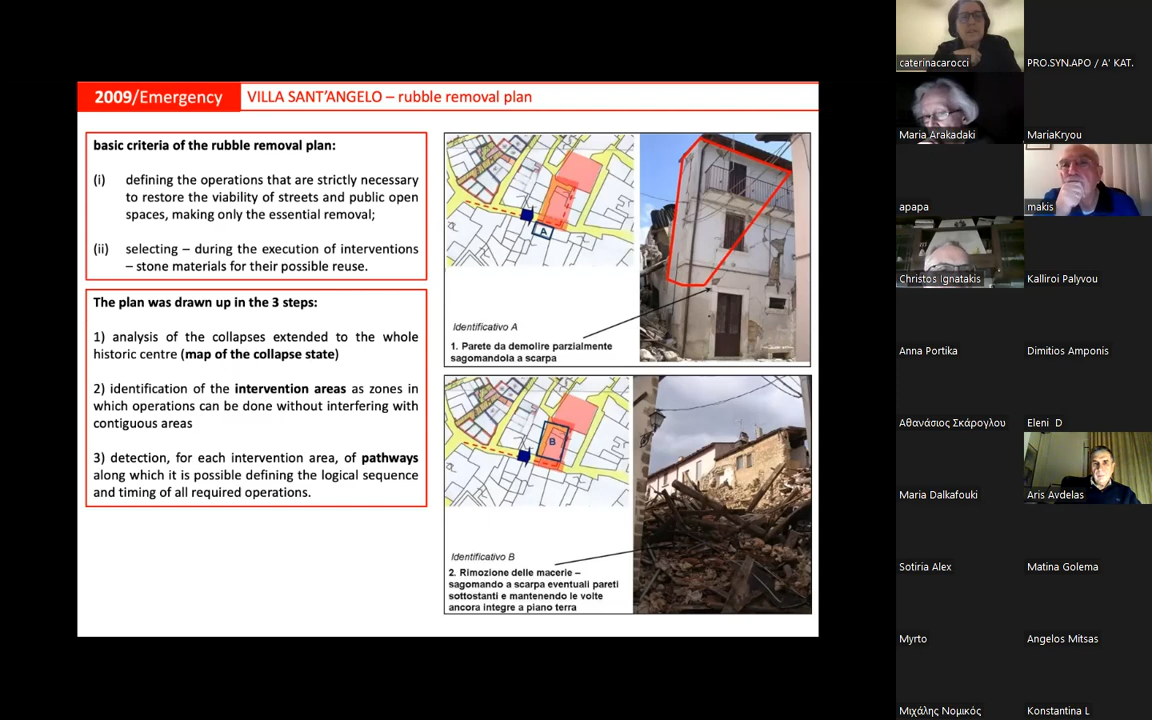 2009/Emergency
VILLA SANT'ANGELO – rubble removal plan
basic criteria of the rubble removal plan:
(i) defining the operations that are strictly necessary
to restore the viability of streets and public open
spaces, making only the essential removal;
(ii) selecting – during the execution of interventions
– stone materials for their possible reuse.
The plan was drawn up in the 3 steps:
1) analysis of the collapses extended to the whole
historic centre (map of the collapse state)
2) identification of the intervention areas as zones in
which operations can be done without interfering with
contiguous areas
3) detection, for each intervention area, of pathways
along which it is possible defining the logical sequence
and timing of all required operations.
A
Identificativo A
1. Parete da demolire parzialmente
sagomandola a scarpa
B
Identificativo B
2. Rimozione delle macerie –
sagomando a scarpa eventuali pareti
sottostanti e mantenendo le volte
ancora integre a piano terra
caterinacarocci
PRO.SYN.APO / A' KAT.
Maria Arakadaki
MariaKryou
apapa
makis
Christos Ignatakis
Kalliroi Palyvou
Anna Portika
Dimitios Amponis
Αθανάσιος Σκάρογλου
Eleni D
Maria Dalkafouki
Aris Avdelas
Sotiria Alex
Matina Golema
Myrto
Angelos Mitsas
Μιχάλης Νομικός
Konstantina L